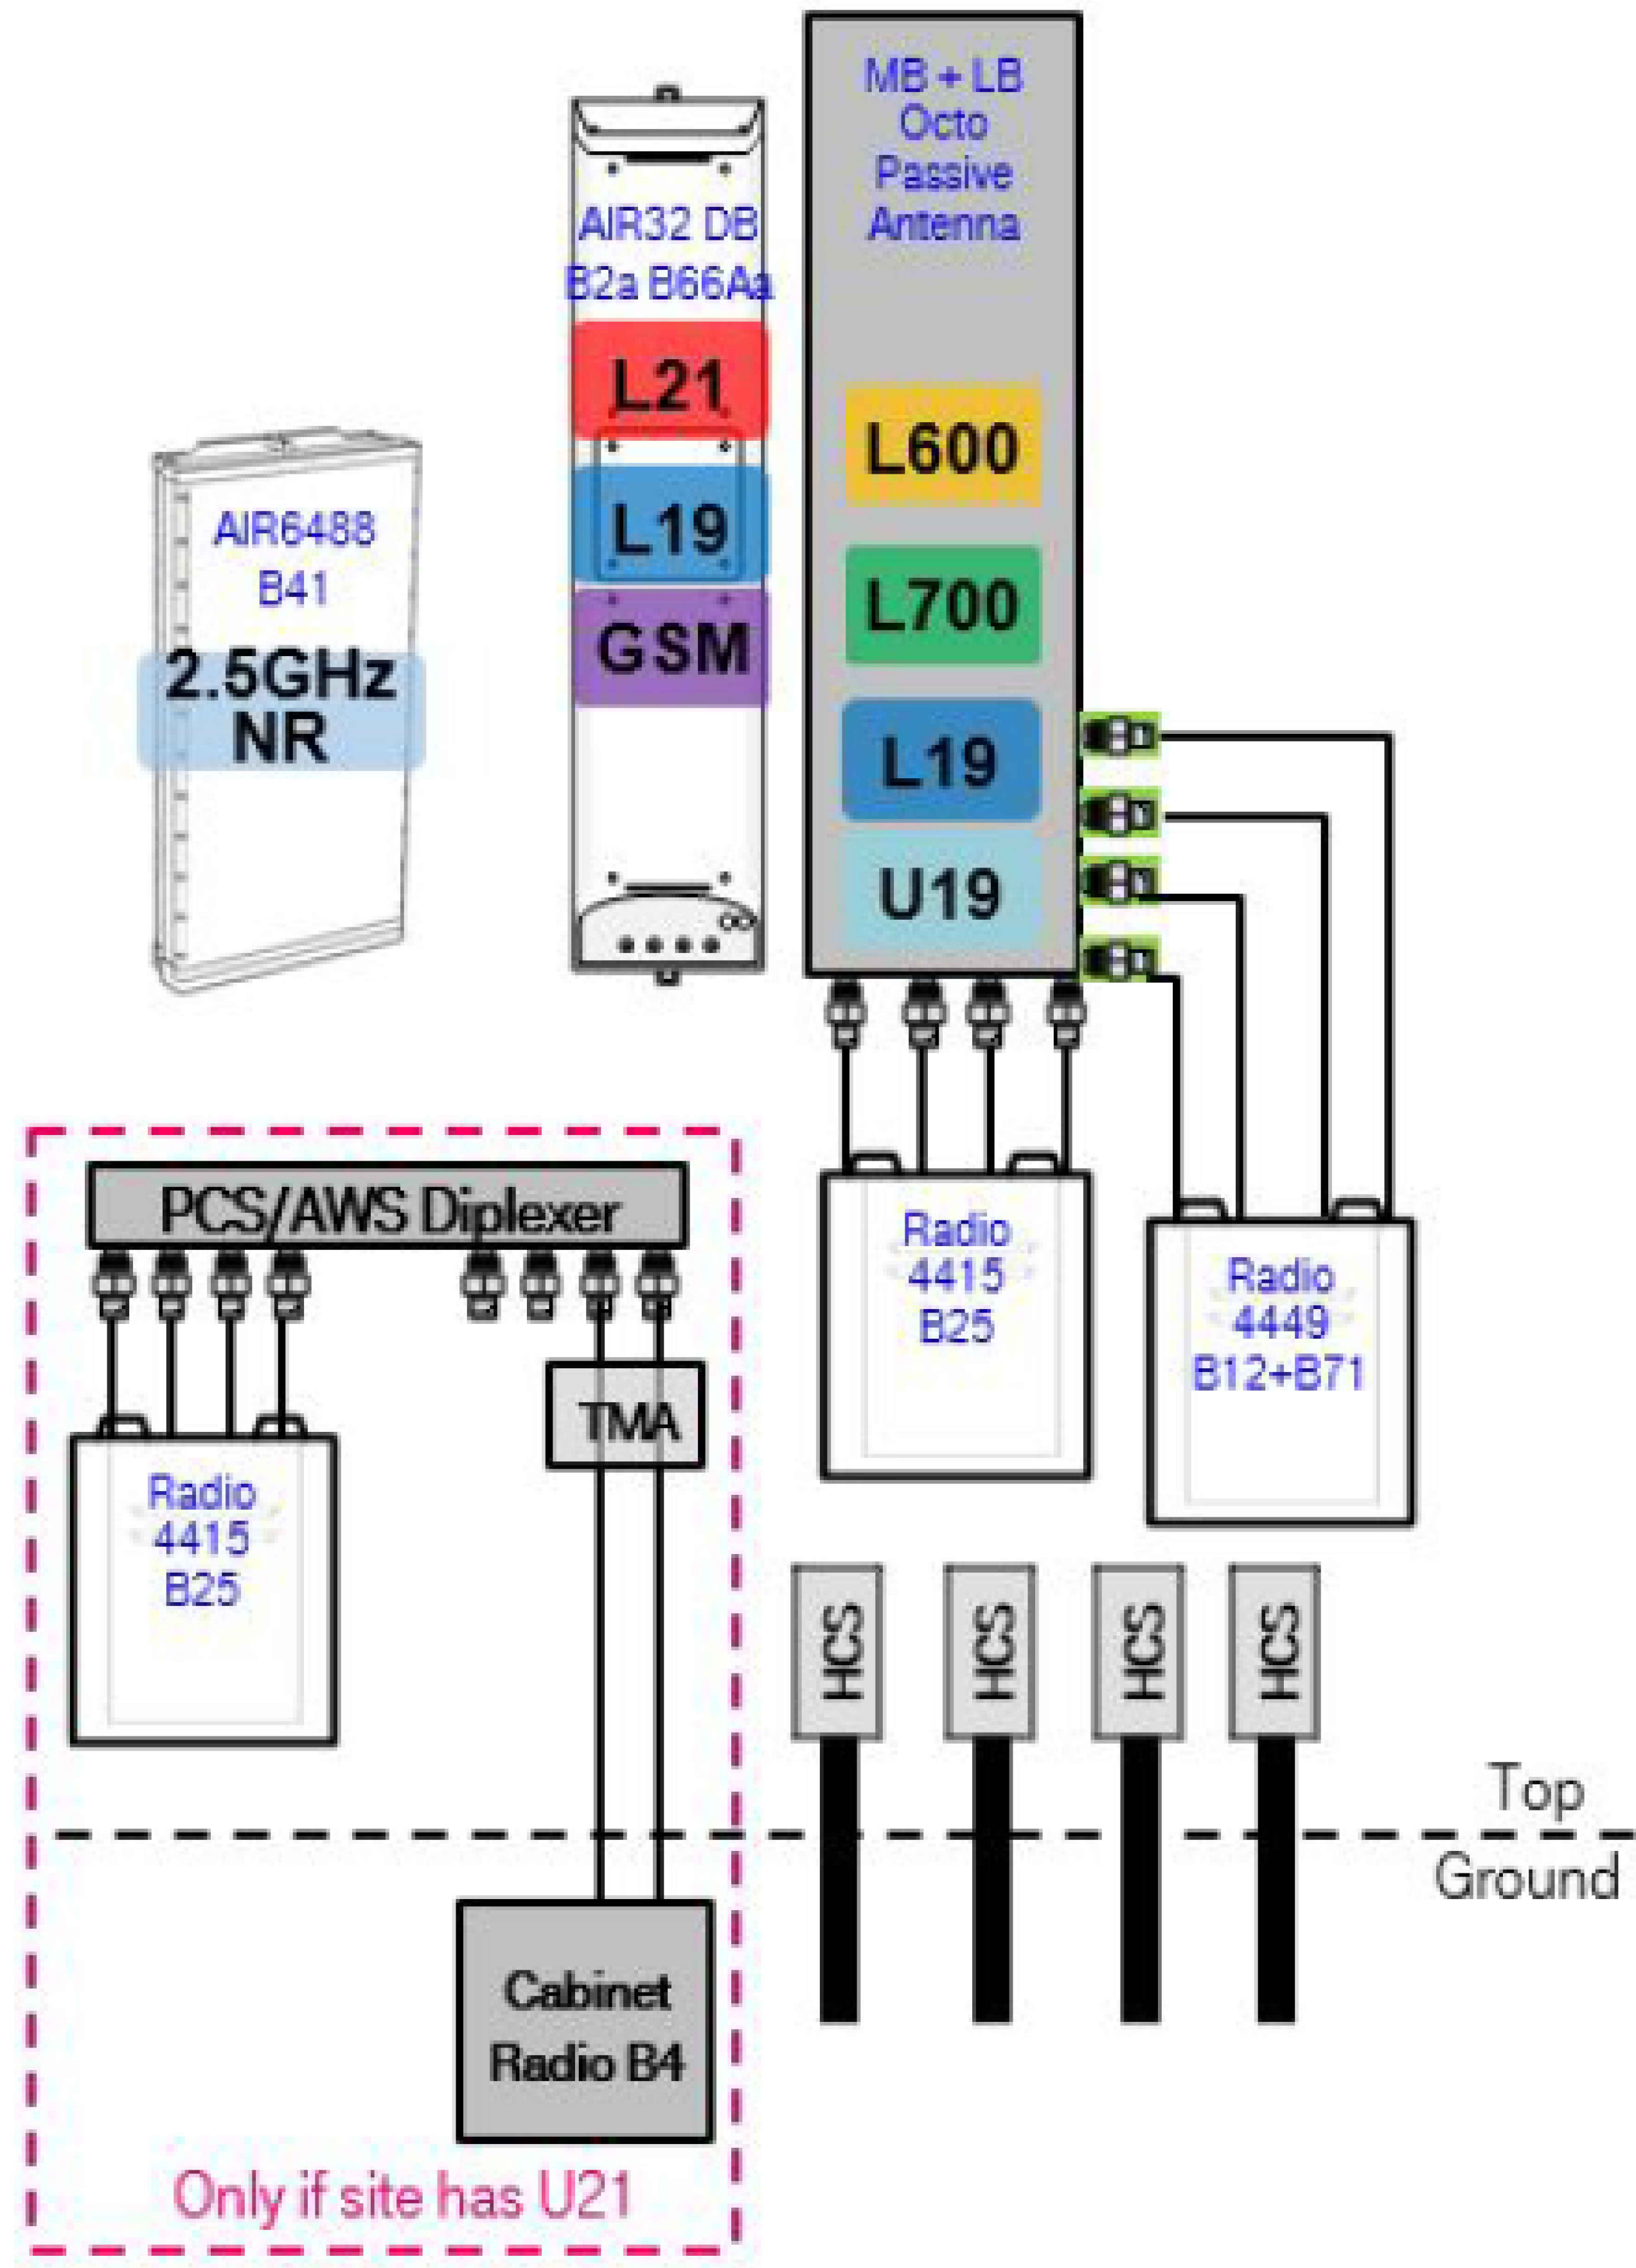 MB + LB
Octo
Passive
Antenna
AIR32 DB
B2a B66Aa
L21
L600
L19
AIR6488
B41
L700
GSM
2.5GHz
NR
L19
U19
PCS/AWS Diplexer
Radio
4415
B25
Radio
4449
B12+B71
TMA
Radio
4415
B25
HCS
HCS
HCS
HCS
Top
Ground
Cabinet
Radio B4
Only if site has U21